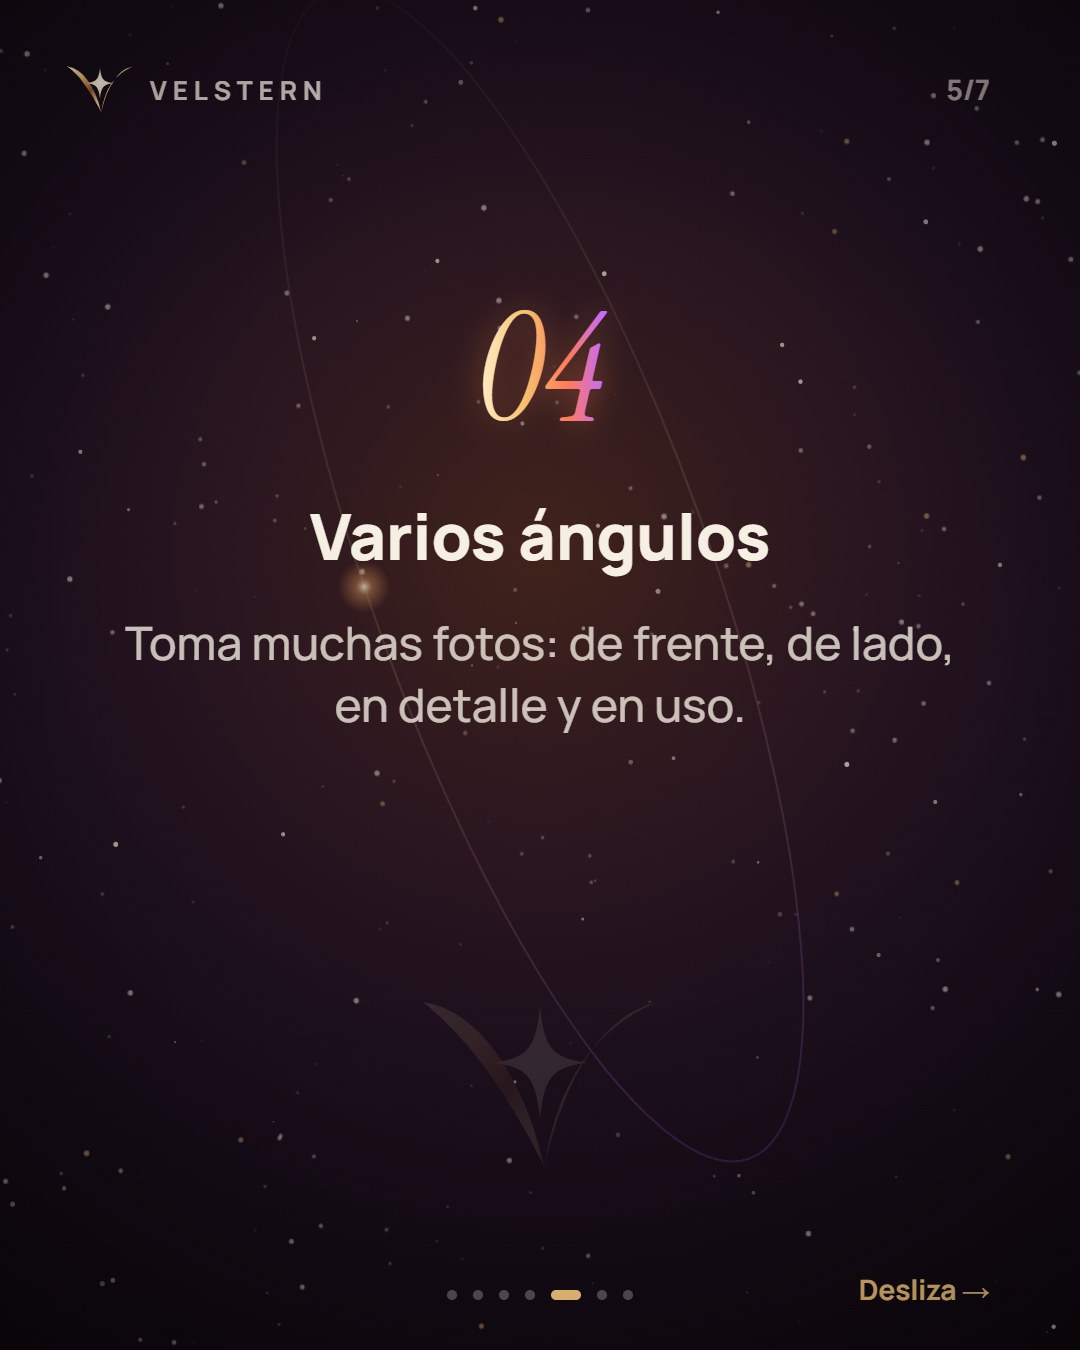 VELSTERN
5/7
04
Varios ángulos
Toma muchas fotos: de frente, de lado,
en detalle y en uso.
Desliza →